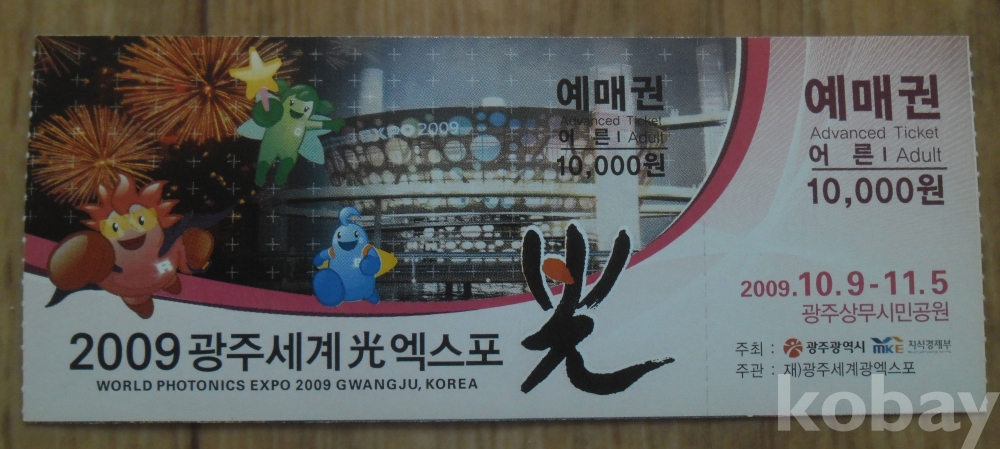 EXPO 2009
예매권
Advanced Ticket
어 른 | Adult
10,000원
光
2009 광주세계 光 엑스포
WORLD PHOTONICS EXPO 2009 GWANGJU, KOREA
예매권
Advanced Ticket
어 른 | Adult
10,000원
2009. 10. 9 - 11. 5
광주상무시민공원
주최 : 광주광역시 MKE 지식경제부
주관 : 재)광주세계광엑스포
kobay